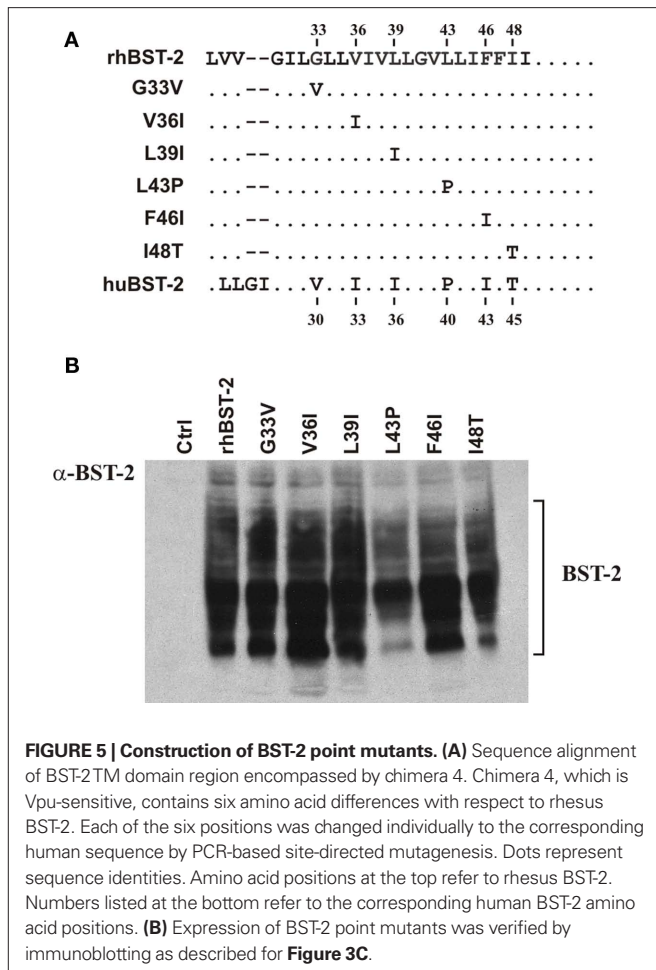 A
33 36 39 43 46 48
rhBST-2 LVV--GILGLLVIVLLGVLLIFFII.....
G33V ...--...V....................
V36I ...--......I.................
L39I ...--.........I..............
L43P ...--.............P..........
F46I ...--................I.......
I48T ...--..................T.....
huBST-2 .LLGI...V..I..I...P..I.T.....
30 33 36 40 43 45
B
Ctrl rhBST-2 G33V V36I L39I L43P F46I I48T
α-BST-2
BST-2
FIGURE 5 | Construction of BST-2 point mutants. (A) Sequence alignment
of BST-2 TM domain region encompassed by chimera 4. Chimera 4, which is
Vpu-sensitive, contains six amino acid differences with respect to rhesus
BST-2. Each of the six positions was changed individually to the corresponding
human sequence by PCR-based site-directed mutagenesis. Dots represent
sequence identities. Amino acid positions at the top refer to rhesus BST-2.
Numbers listed at the bottom refer to the corresponding human BST-2 amino
acid positions. (B) Expression of BST-2 point mutants was verified by
immunoblotting as described for Figure 3C.